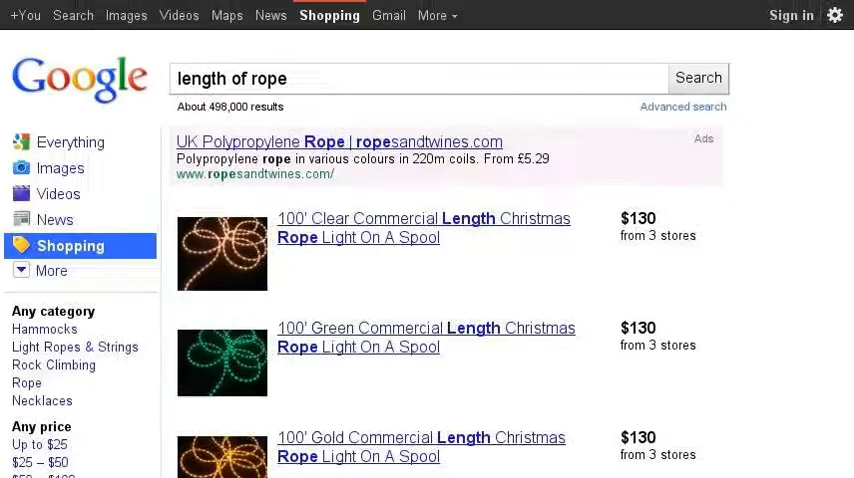 +You Search Images Videos Maps News Shopping Gmail More Sign in
Google
length of rope Search
About 498,000 results Advanced search
Everything
Images
Videos
News
Shopping
More
Any category
Hammocks
Light Ropes & Strings
Rock Climbing
Rope
Necklaces
Any price
Up to $25
$25 – $50
UK Polypropylene Rope | ropesandtwines.com Ads
Polypropylene rope in various colours in 220m coils. From £5.29
www.ropesandtwines.com/
100' Clear Commercial Length Christmas $130
Rope Light On A Spool from 3 stores
100' Green Commercial Length Christmas $130
Rope Light On A Spool from 3 stores
100' Gold Commercial Length Christmas $130
Rope Light On A Spool from 3 stores